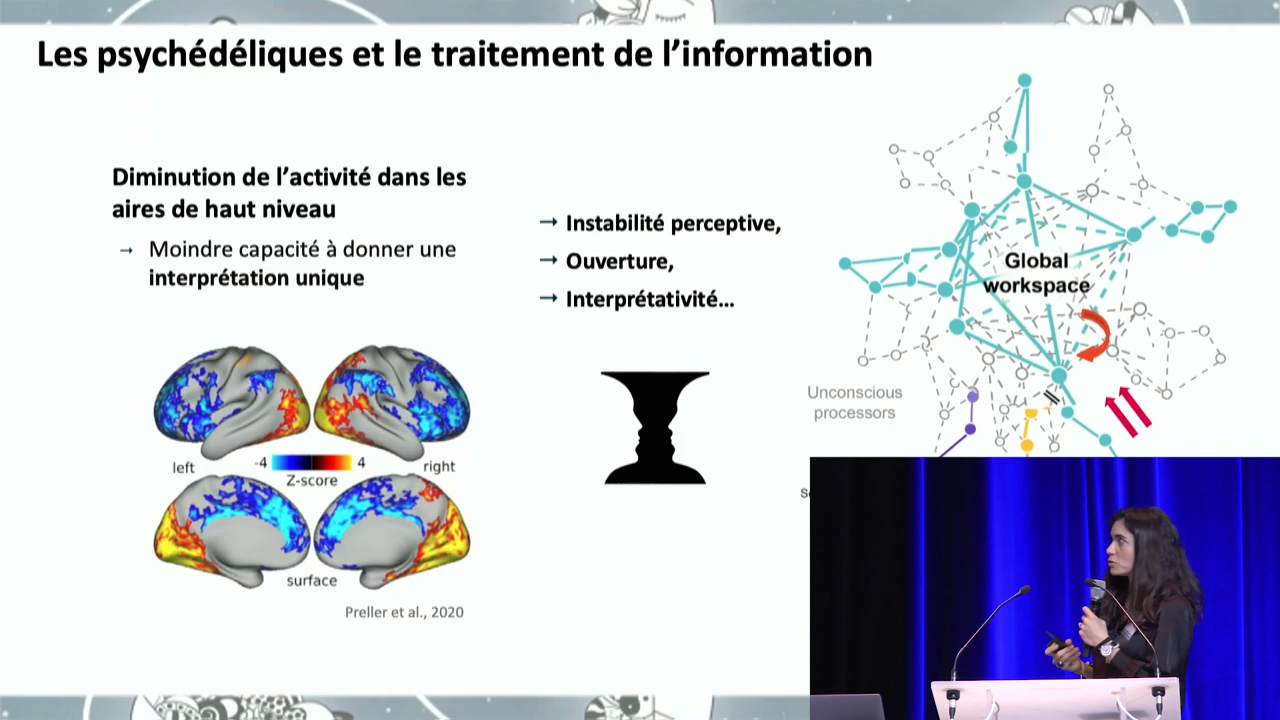 Les psychédéliques et le traitement de l’information
Diminution de l’activité dans les
aires de haut niveau
→ Moindre capacité à donner une
interprétation unique
→ Instabilité perceptive,
→ Ouverture,
→ Interprétativité...
left
-4
4
right
Z-score
surface
Preller et al., 2020
Global
workspace
Unconscious
processors